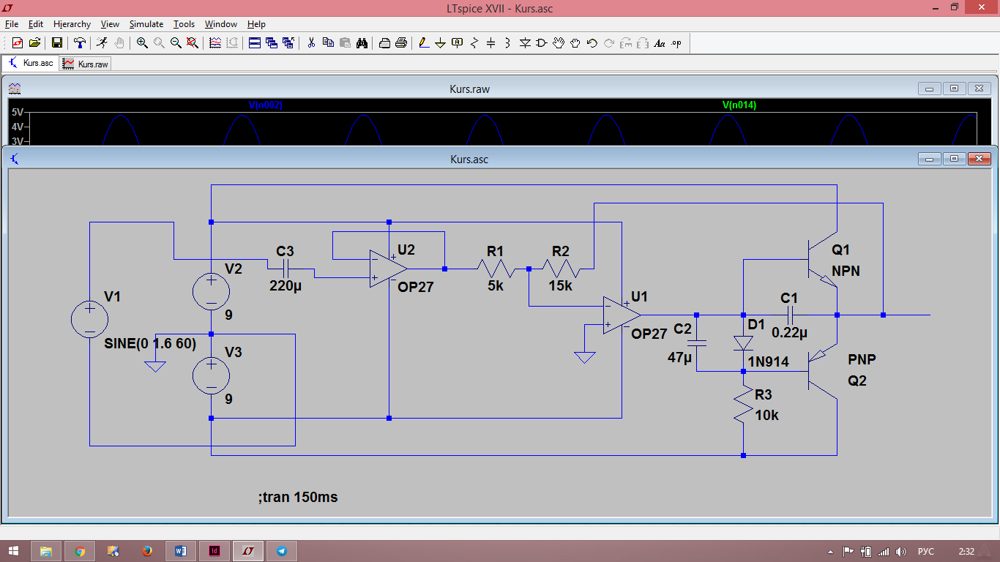 LTspice XVII - Kurs.asc
File Edit Hierarchy View Simulate Tools Window Help
Aa .op
Kurs.asc Kurs.raw
Kurs.raw
V(n002) V(n014)
5V
4V
3V
Kurs.asc
V1
SINE(0 1.6 60)
V2
9
V3
9
C3
220µ
U2
OP27
R1
5k
R2
15k
U1
OP27
C2
47µ
D1
1N914
R3
10k
C1
0.22µ
Q1
NPN
PNP
Q2
;tran 150ms
РУС 2:32